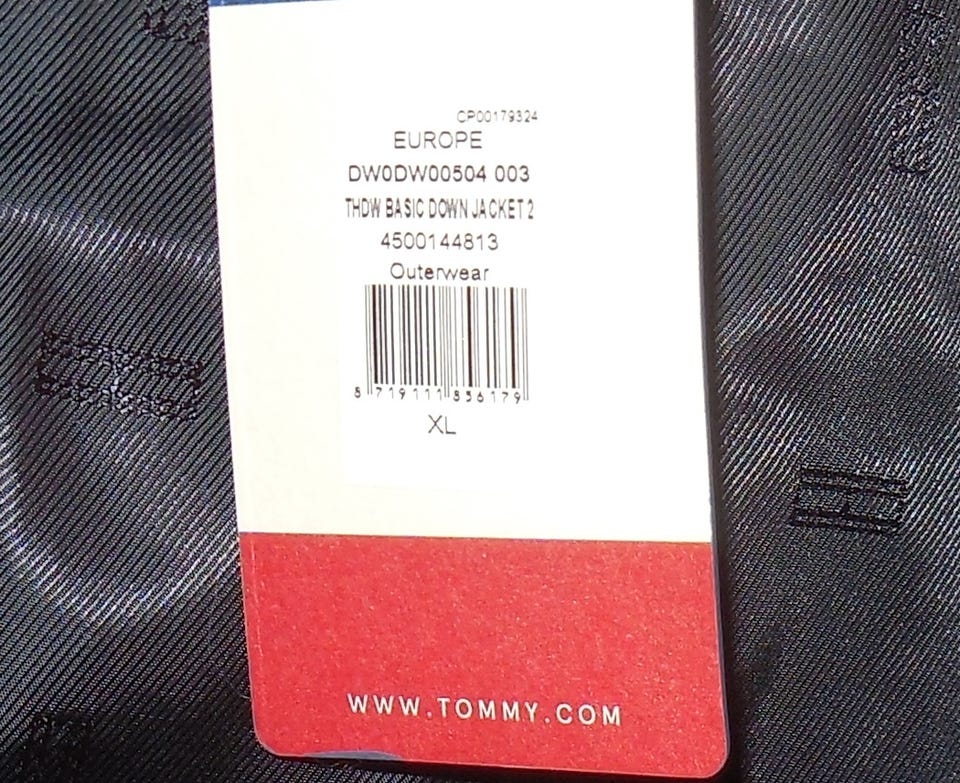 CP00179324
EUROPE
DW0DW00504 003
THDW BASIC DOWN JACKET 2
4500144813
Outerwear
8 719111 856179
XL
WWW.TOMMY.COM